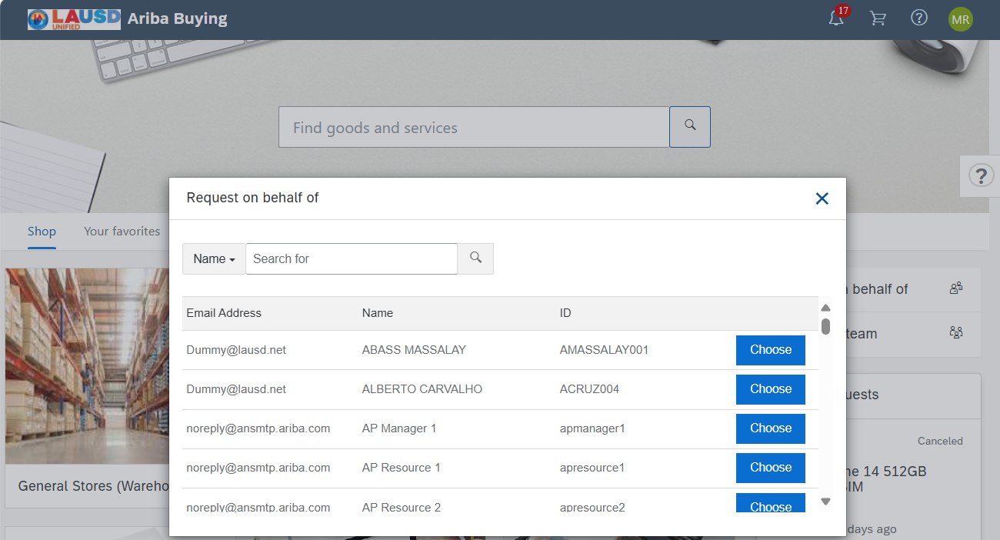 LAUSD UNIFIED Ariba Buying 17 MR
Find goods and services
?
Request on behalf of
Shop Your favorites
Name Search for
Email Address Name ID
n behalf of
Dummy@lausd.net ABASS MASSALAY AMASSALAY001 Choose
team
Dummy@lausd.net ALBERTO CARVALHO ACRUZ004 Choose
uests
noreply@ansmtp.ariba.com AP Manager 1 apmanager1 Choose
Canceled
noreply@ansmtp.ariba.com AP Resource 1 apresource1 Choose
ne 14 512GB
SIM
General Stores (Wareho
noreply@ansmtp.ariba.com AP Resource 2 apresource2 Choose
days ago